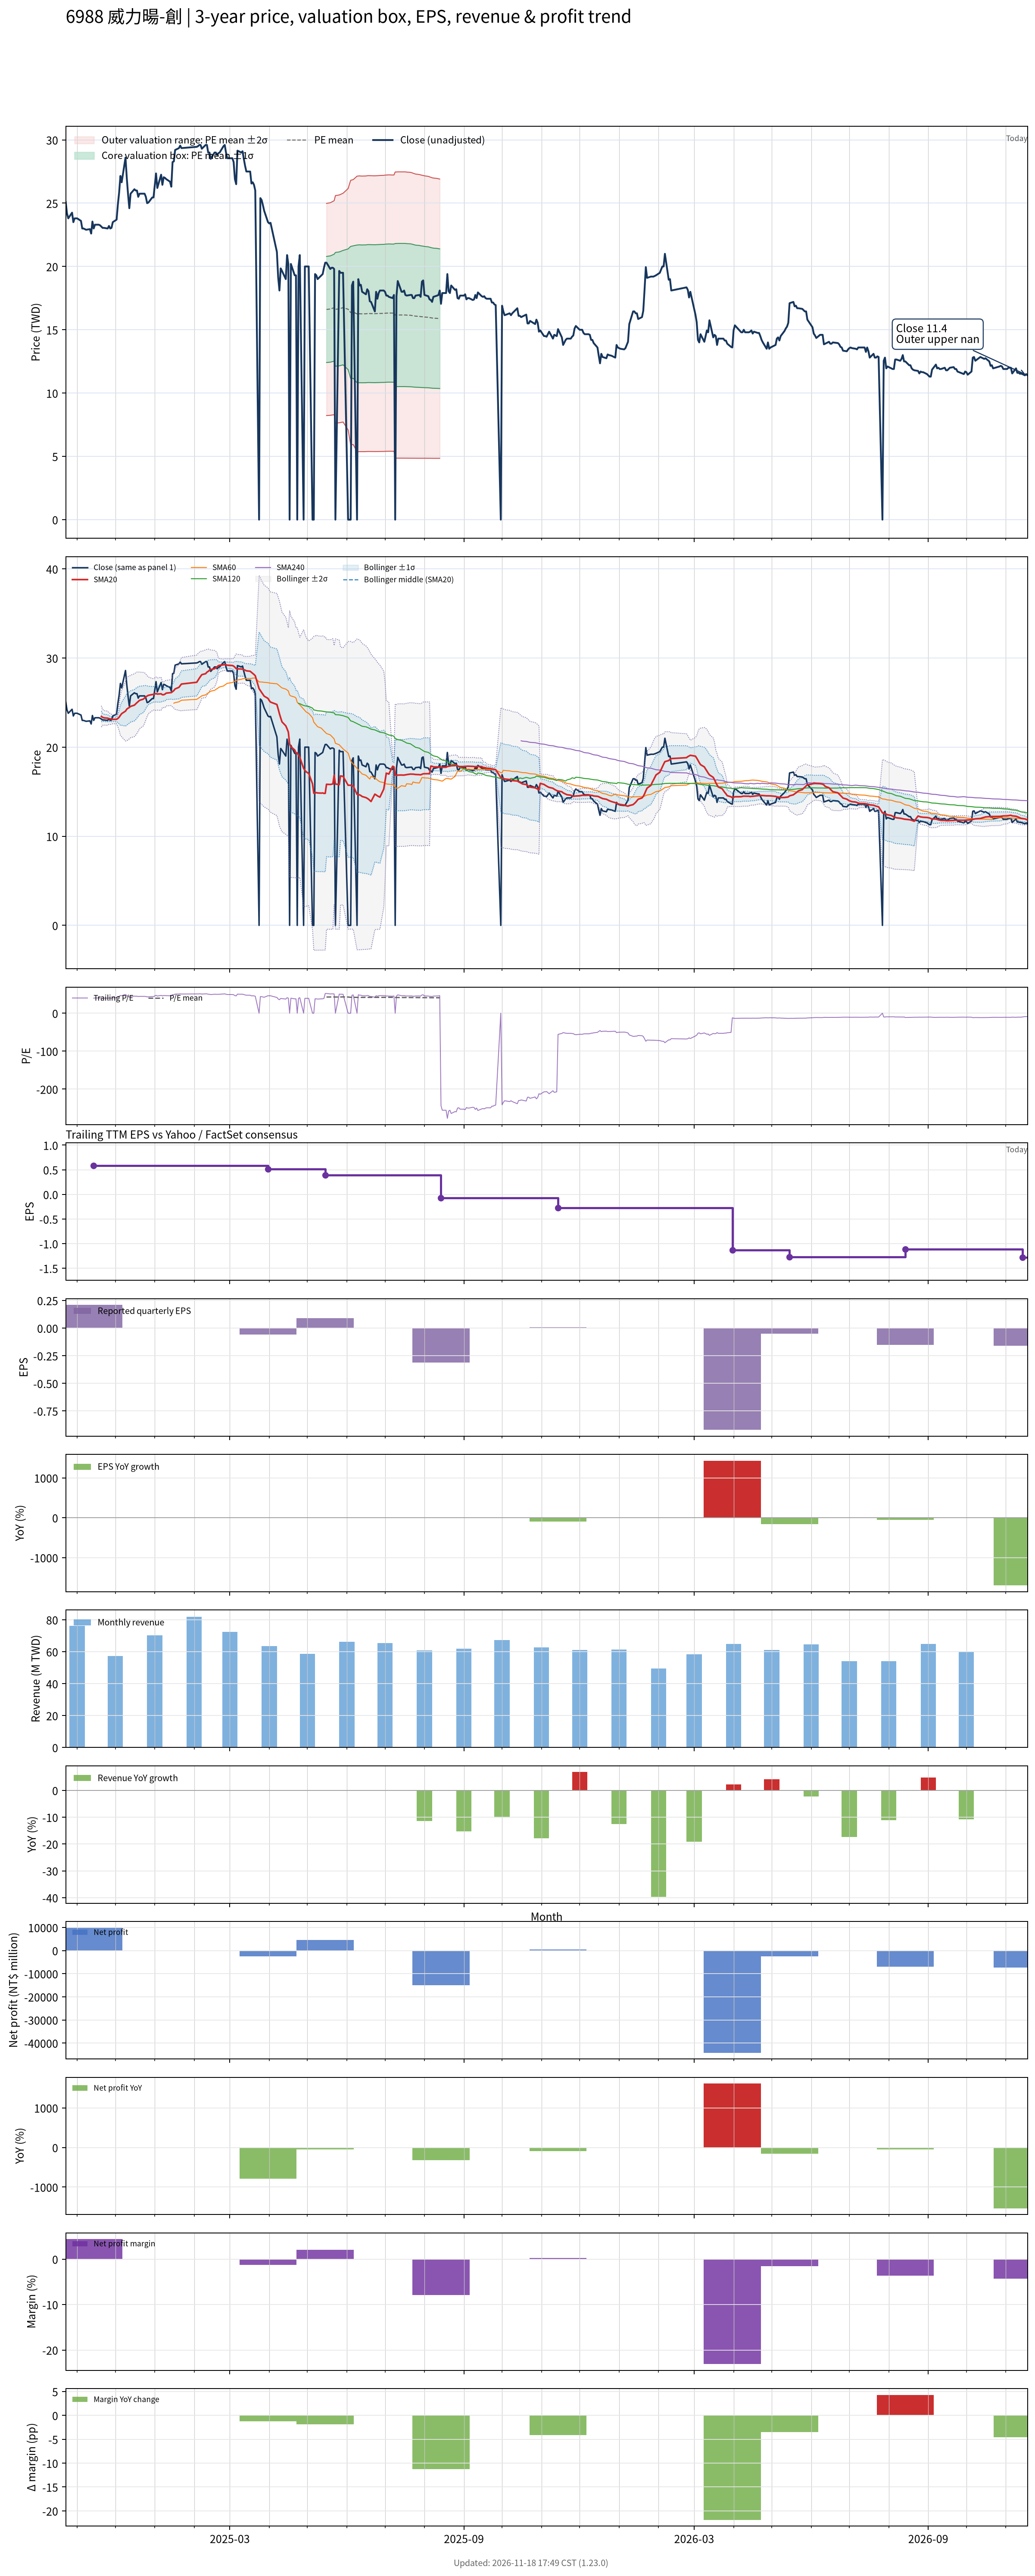 6988 威力暘-創 | 3-year price, valuation box, EPS, revenue & profit trend
Outer valuation range: PE mean ±2σ
PE mean
Close (unadjusted)
Core valuation box: PE mean ±1σ
Today
30
25
20
15
10
5
0
Price (TWD)
Close 11.4
Outer upper nan
Close (same as panel 1)
SMA20
SMA60
SMA120
SMA240
Bollinger ±2σ
Bollinger ±1σ
Bollinger middle (SMA20)
40
30
20
10
0
Price
Trailing P/E
P/E mean
0
-100
-200
P/E
Trailing TTM EPS vs Yahoo / FactSet consensus
Today
1.0
0.5
0.0
-0.5
-1.0
-1.5
EPS
Reported quarterly EPS
0.25
0.00
-0.25
-0.50
-0.75
EPS
EPS YoY growth
1000
0
-1000
YoY (%)
Monthly revenue
80
60
40
20
0
Revenue (M TWD)
Revenue YoY growth
0
-10
-20
-30
-40
YoY (%)
Month
Net profit
10000
0
-10000
-20000
-30000
-40000
Net profit (NT$ million)
Net profit YoY
1000
0
-1000
YoY (%)
Net profit margin
0
-10
-20
Margin (%)
Margin YoY change
5
0
-5
-10
-15
-20
Δ margin (pp)
2025-03
2025-09
2026-03
2026-09
Updated: 2026-11-18 17:49 CST (1.23.0)